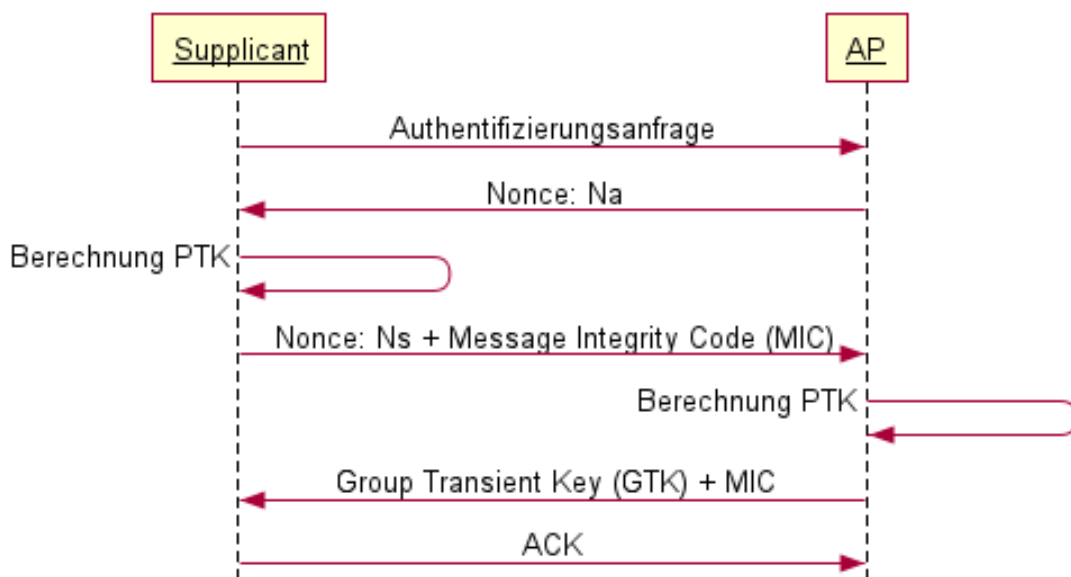 Supplicant
AP
Authentifizierungsanfrage
Nonce: Na
Berechnung PTK
Nonce: Ns + Message Integrity Code (MIC)
Berechnung PTK
Group Transient Key (GTK) + MIC
ACK